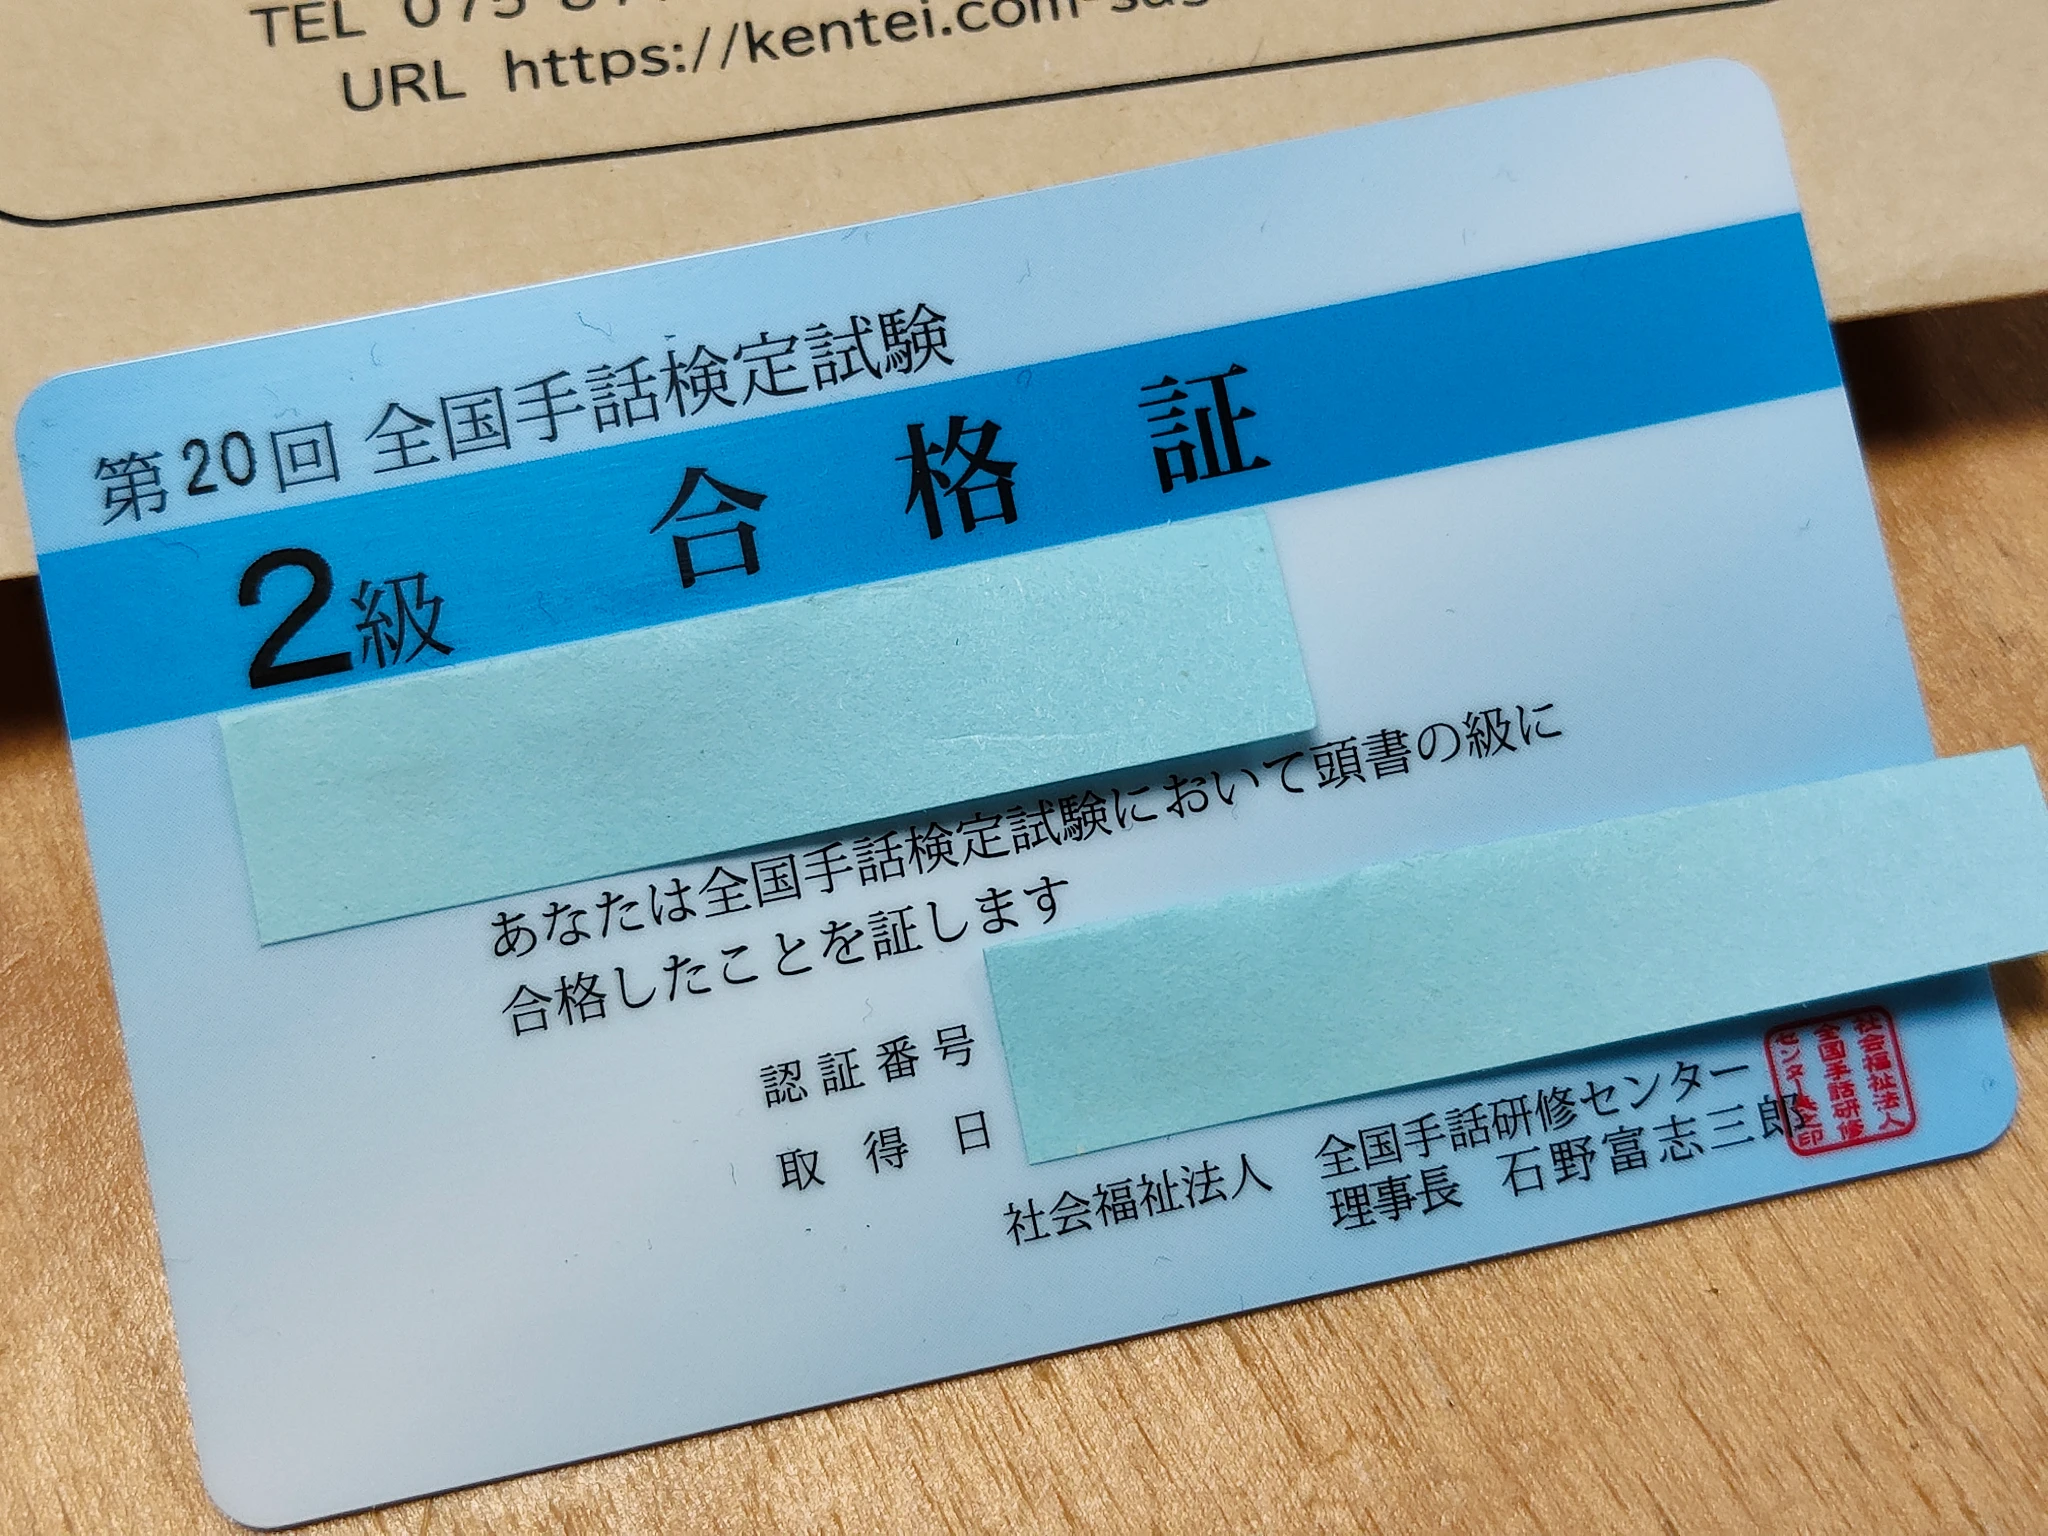 TEL 075
URL https://kentei.com-sag
第20回 全国手話検定試験
2級 合格証
あなたは全国手話検定試験において頭書の級に
合格したことを証します
認証番号
取得日
社会福祉法人 全国手話研修センター
理事長 石野富志三郎
社会福祉法人
全国手話研修
センター